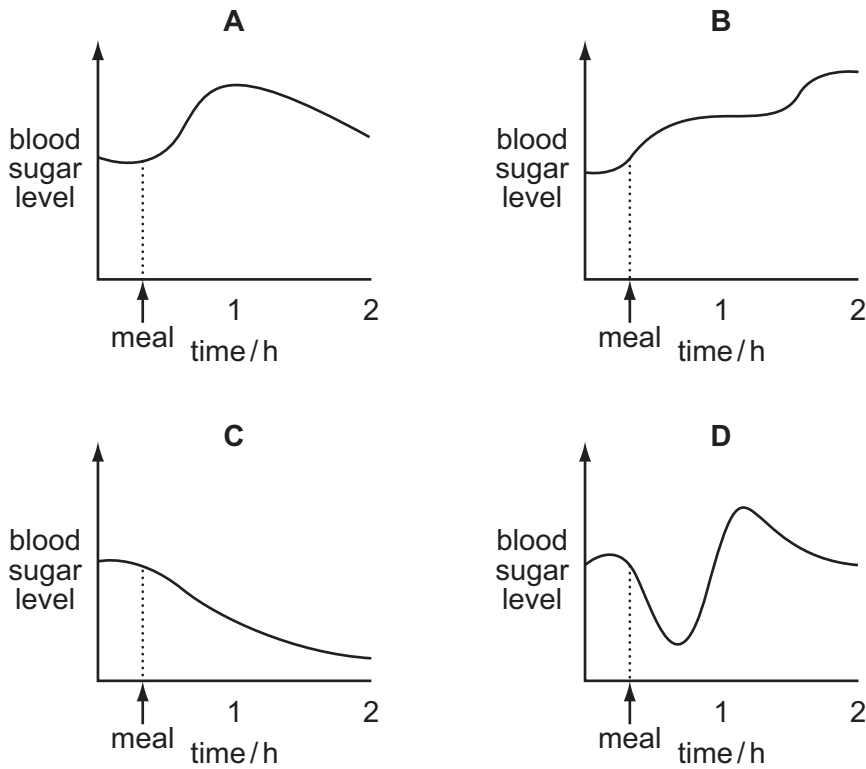 A
blood
sugar
level
1
2
meal
time/h
B
blood
sugar
level
1
2
meal
time/h
C
blood
sugar
level
1
2
meal
time/h
D
blood
sugar
level
1
2
meal
time/h